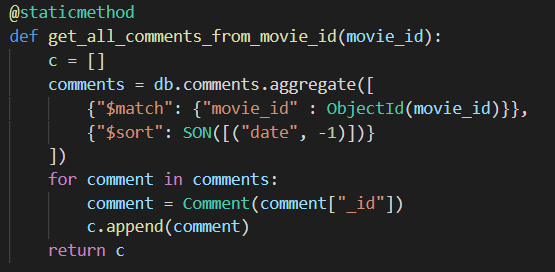 @staticmethod
def get_all_comments_from_movie_id(movie_id):
    c = []
    comments = db.comments.aggregate([
        {"$match": {"movie_id" : ObjectId(movie_id)}},
        {"$sort": SON([("date", -1)])}
    ])
    for comment in comments:
        comment = Comment(comment["_id"])
        c.append(comment)
    return c